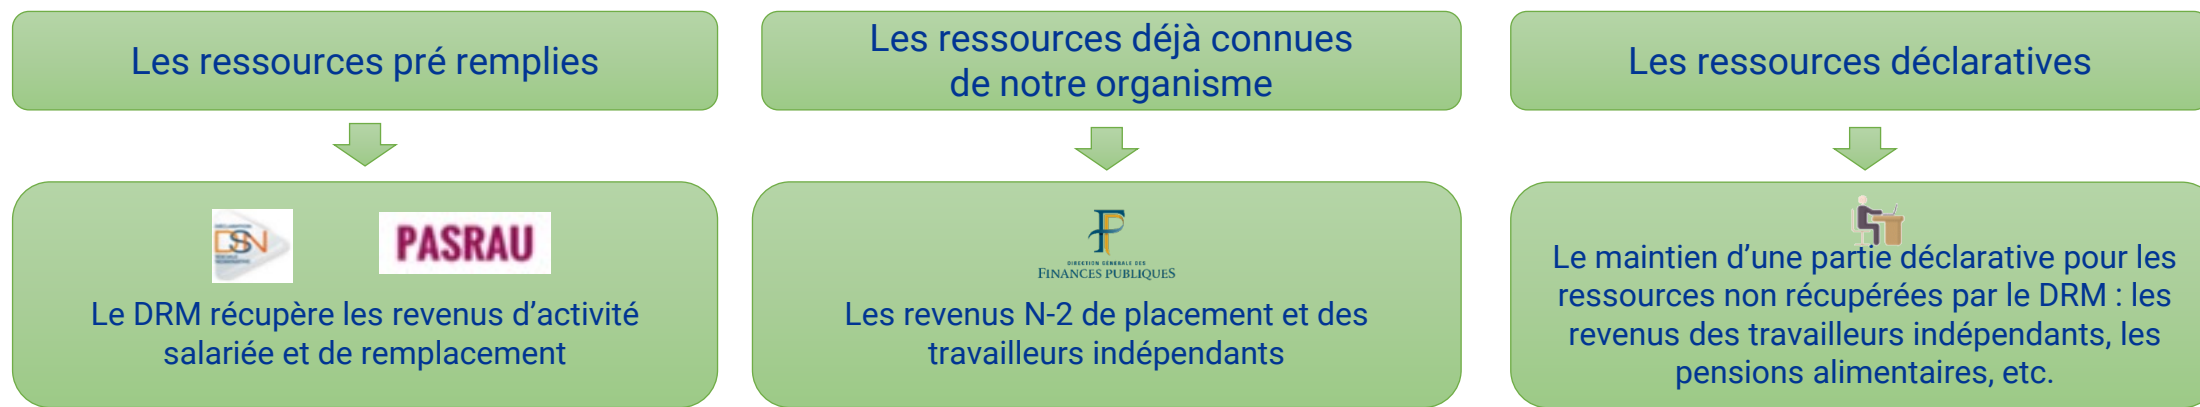 Les ressources pré remplies
DSN
PASRAU
Le DRM récupère les revenus d'activité
salariée et de remplacement
Les ressources déjà connues
de notre organisme
DIRECTION GÉNÉRALE DES
FINANCES PUBLIQUES
Les revenus N-2 de placement et des
travailleurs indépendants
Les ressources déclaratives
Le maintien d'une partie déclarative pour les
ressources non récupérées par le DRM : les
revenus des travailleurs indépendants, les
pensions alimentaires, etc.